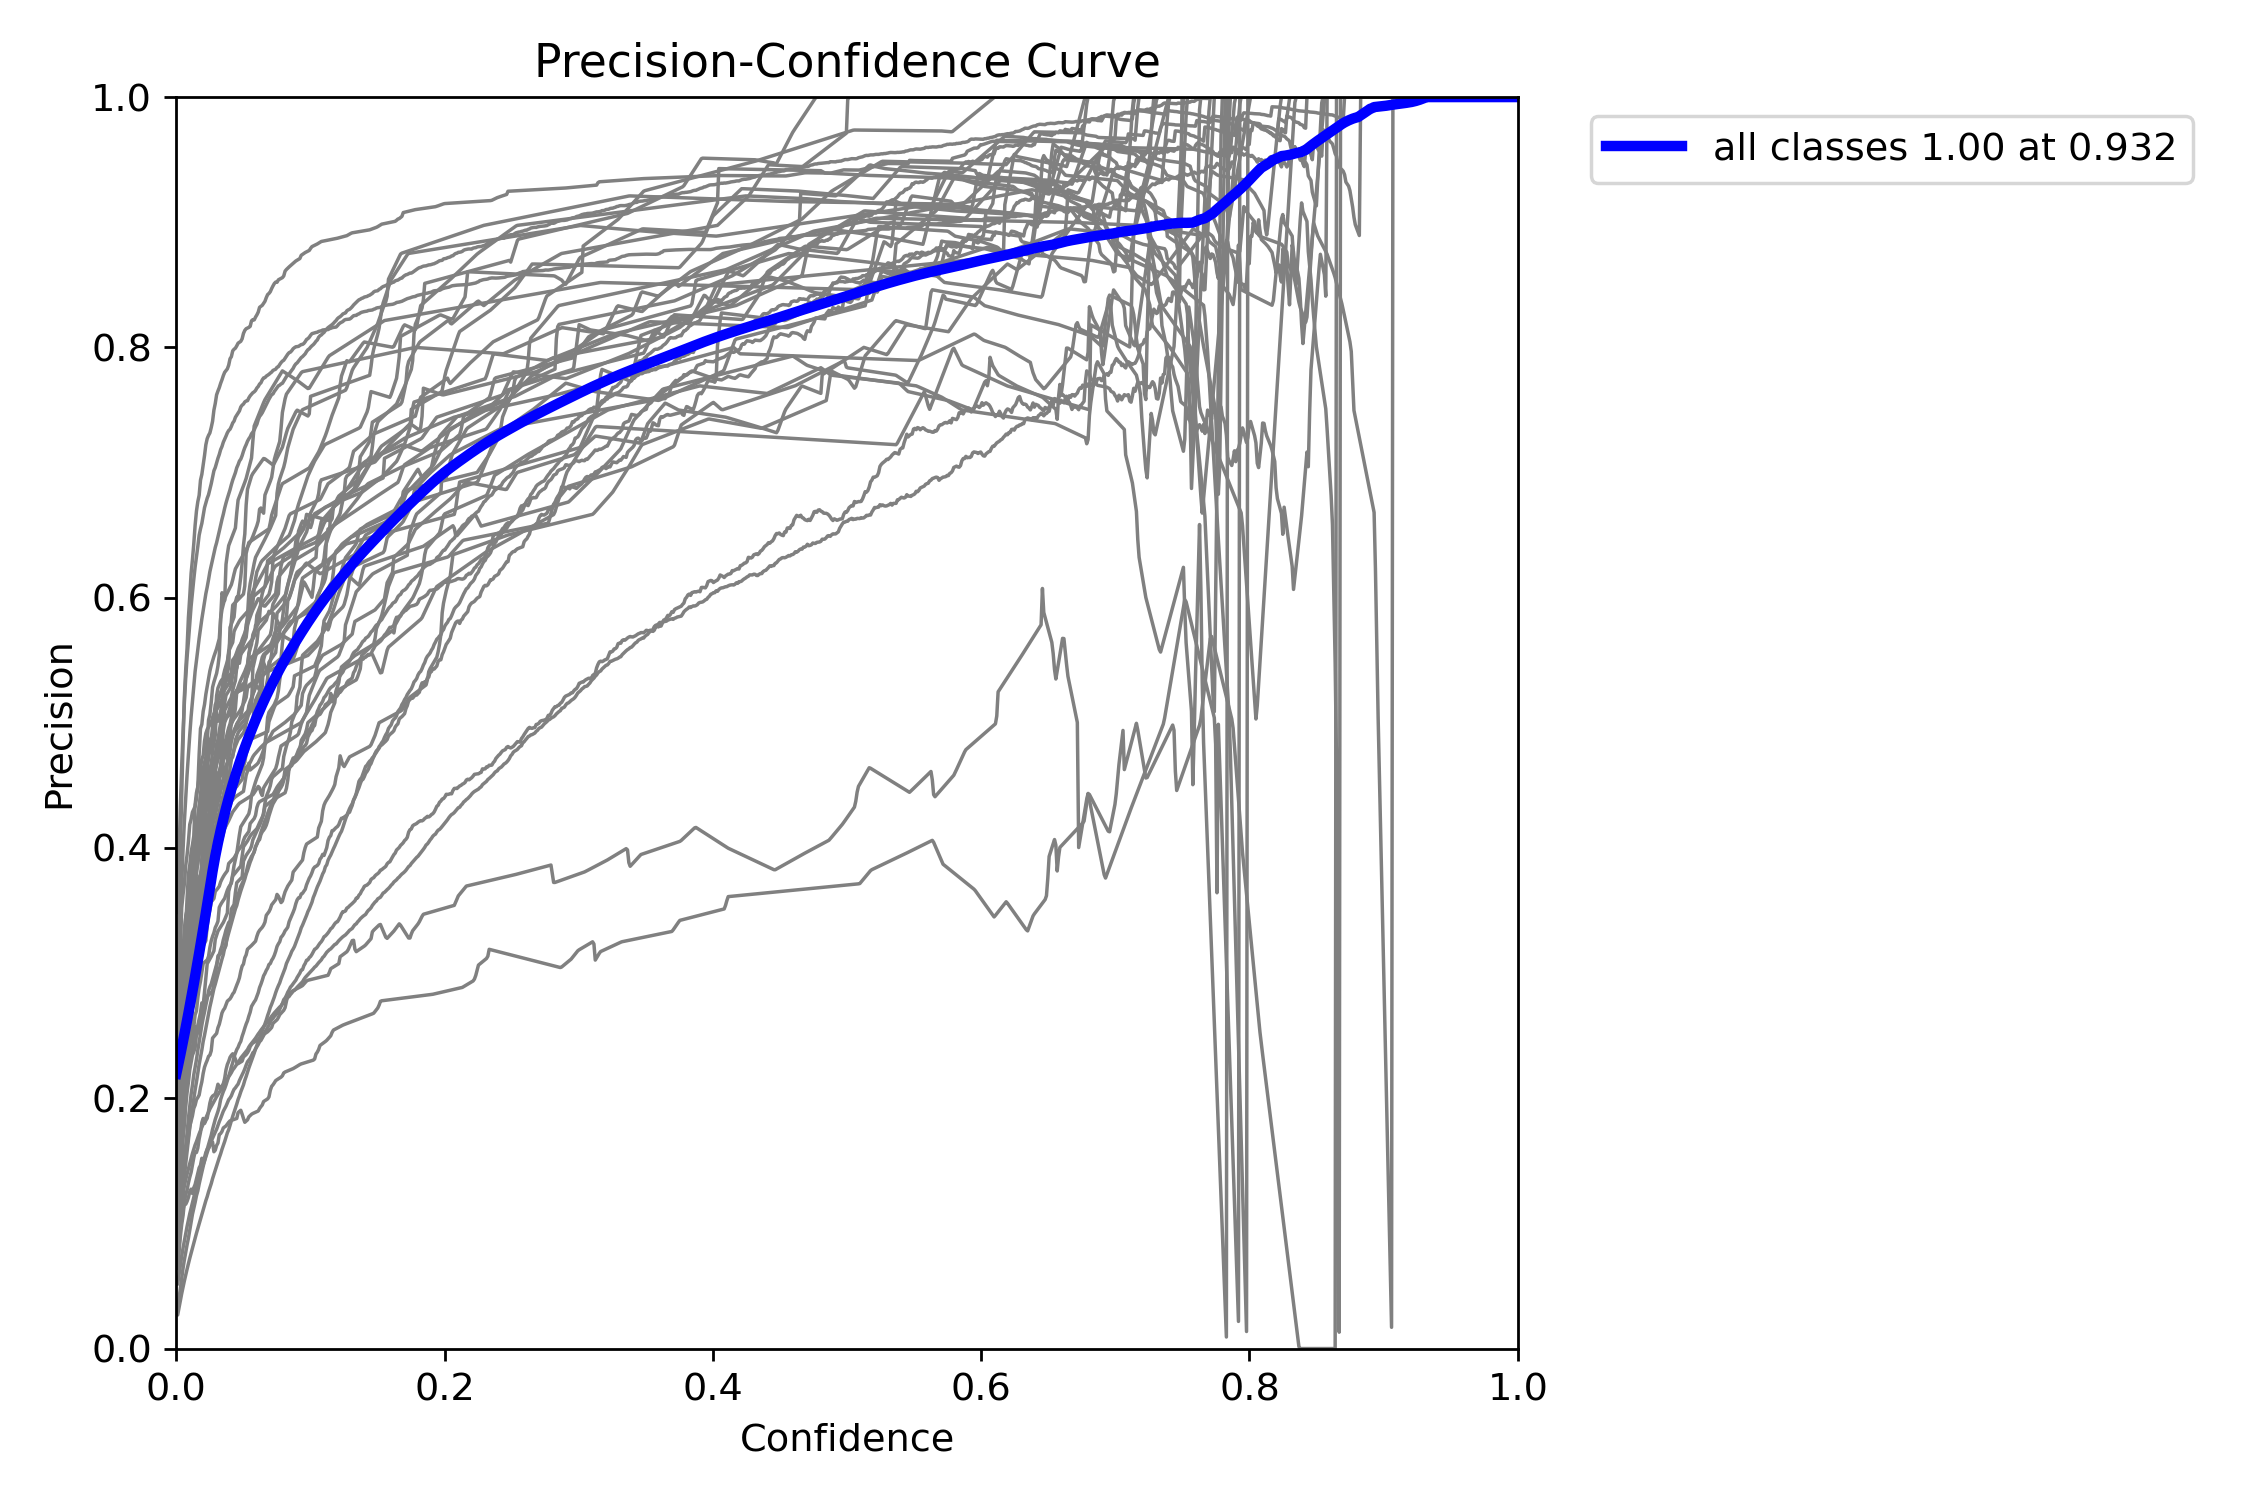 Precision-Confidence Curve
all classes 1.00 at 0.932
Precision
1.0
0.8
0.6
0.4
0.2
0.0
0.0 0.2 0.4 0.6 0.8 1.0
Confidence